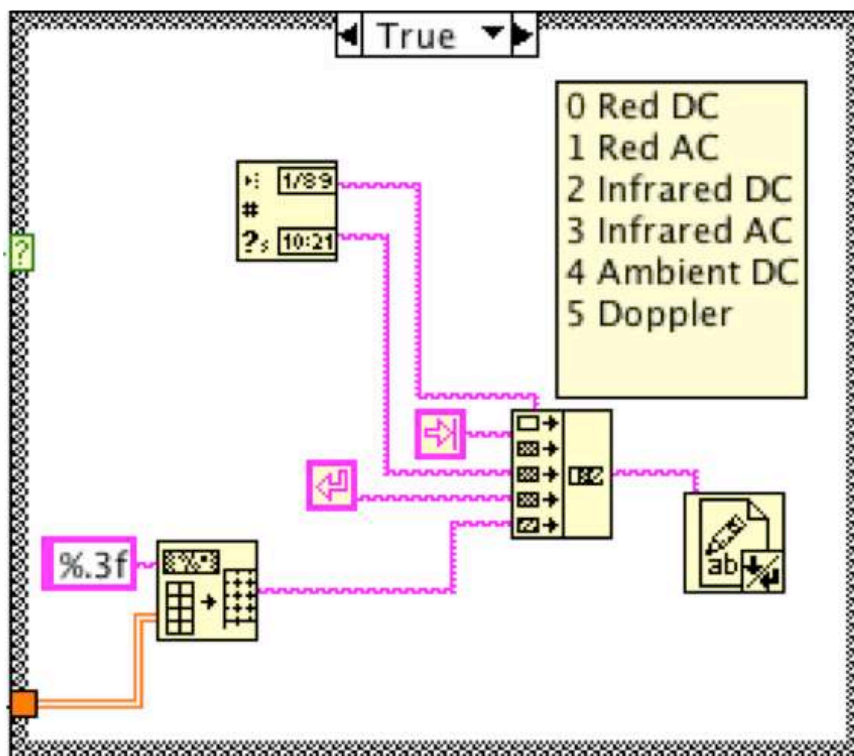 True
0 Red DC
1 Red AC
2 Infrared DC
3 Infrared AC
4 Ambient DC
5 Doppler
1/89
#
?s 10:21
%.3f
ab